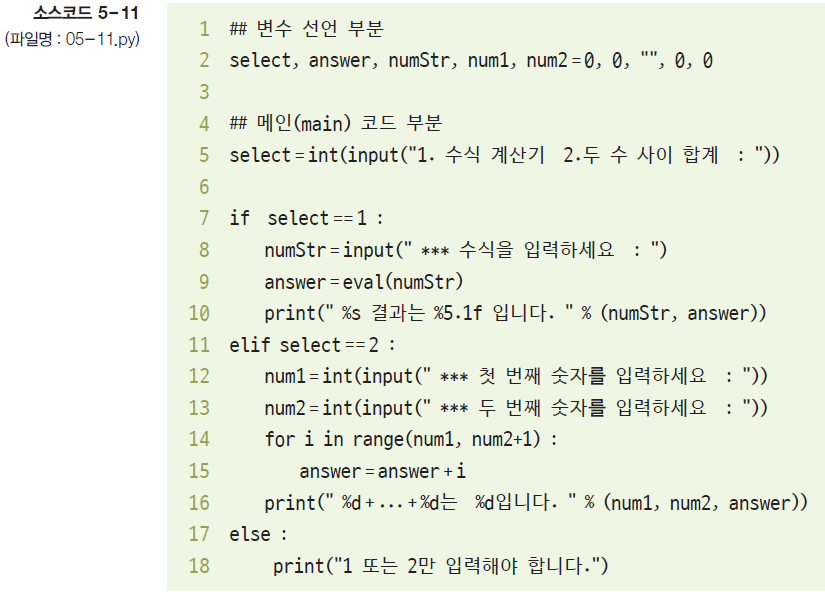 소스코드 5-11
(파일명 : 05-11.py)
1 ## 변수 선언 부분
2 select, answer, numStr, num1, num2=0, 0, "", 0, 0
3
4 ## 메인(main) 코드 부분
5 select=int(input("1. 수식 계산기  2.두 수 사이 합계  : "))
6
7 if  select==1 :
8     numStr=input(" *** 수식을 입력하세요  : ")
9     answer=eval(numStr)
10     print(" %s 결과는 %5.1f 입니다. " % (numStr, answer))
11 elif select==2 :
12     num1=int(input(" *** 첫 번째 숫자를 입력하세요  : "))
13     num2=int(input(" *** 두 번째 숫자를 입력하세요  : "))
14     for i in range(num1, num2+1) :
15         answer=answer+i
16     print(" %d+...+%d는  %d입니다. " % (num1, num2, answer))
17 else :
18     print("1 또는 2만 입력해야 합니다.")